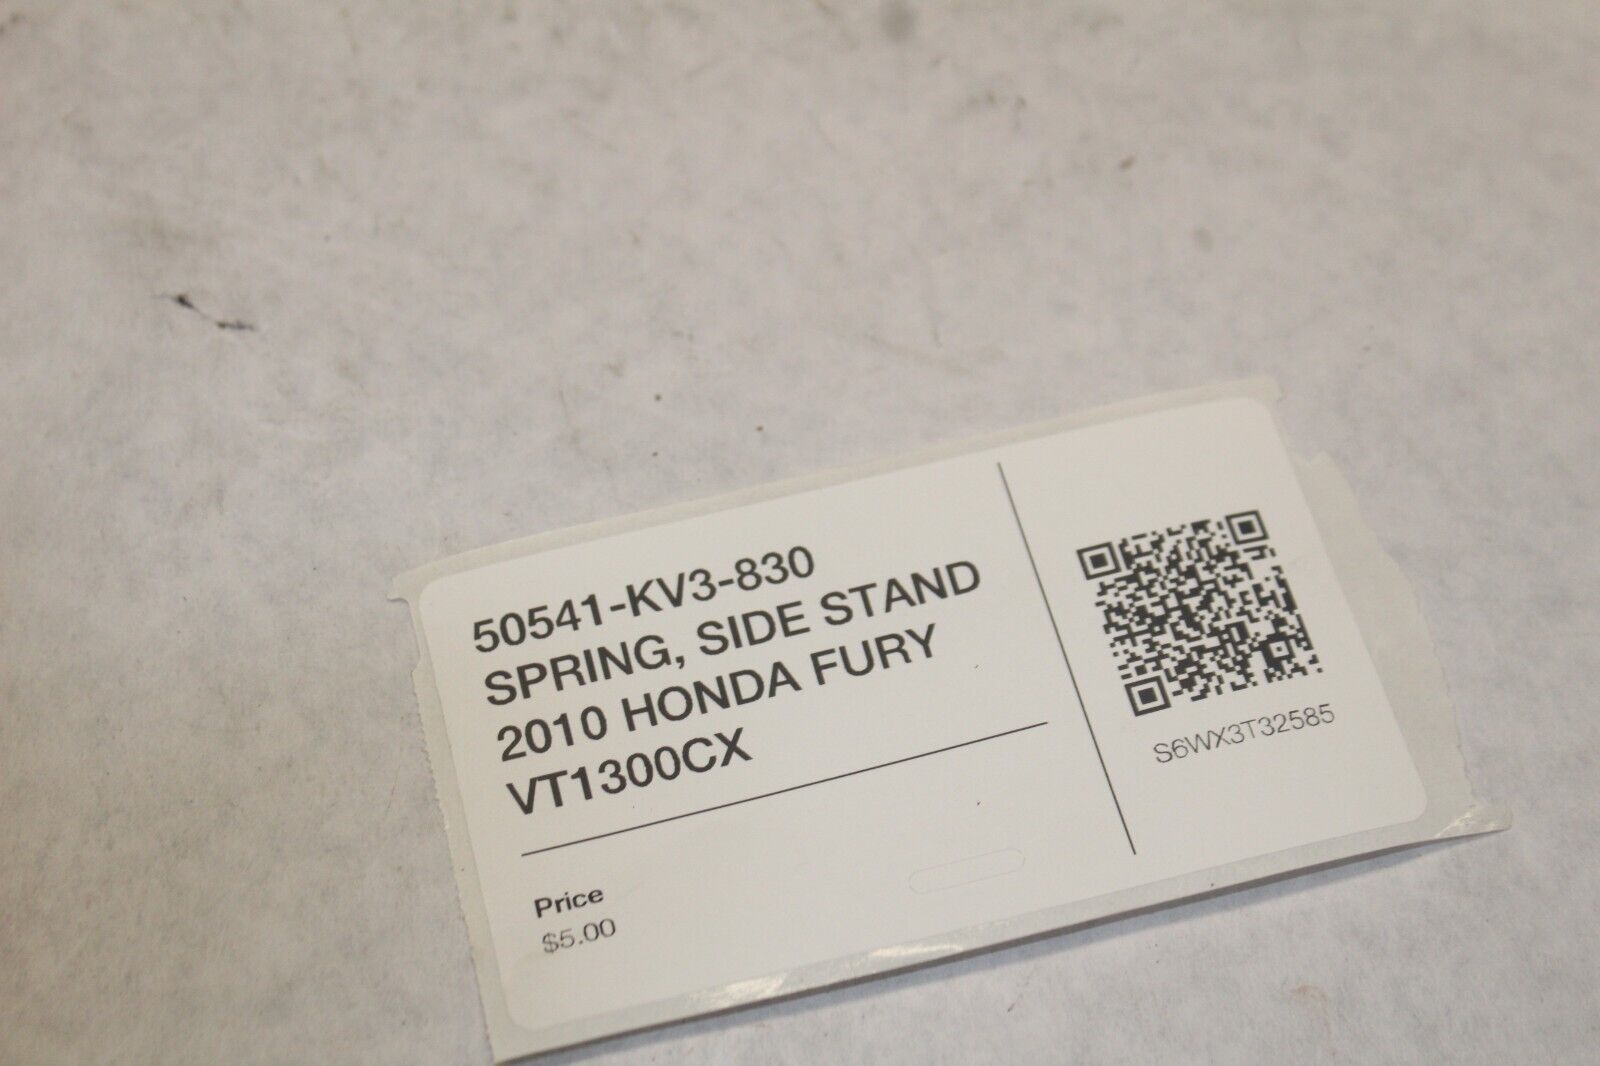 50541-KV3-830
SPRING, SIDE STAND
2010 HONDA FURY
VT1300CX
Price
$5.00
S6WX3T32585